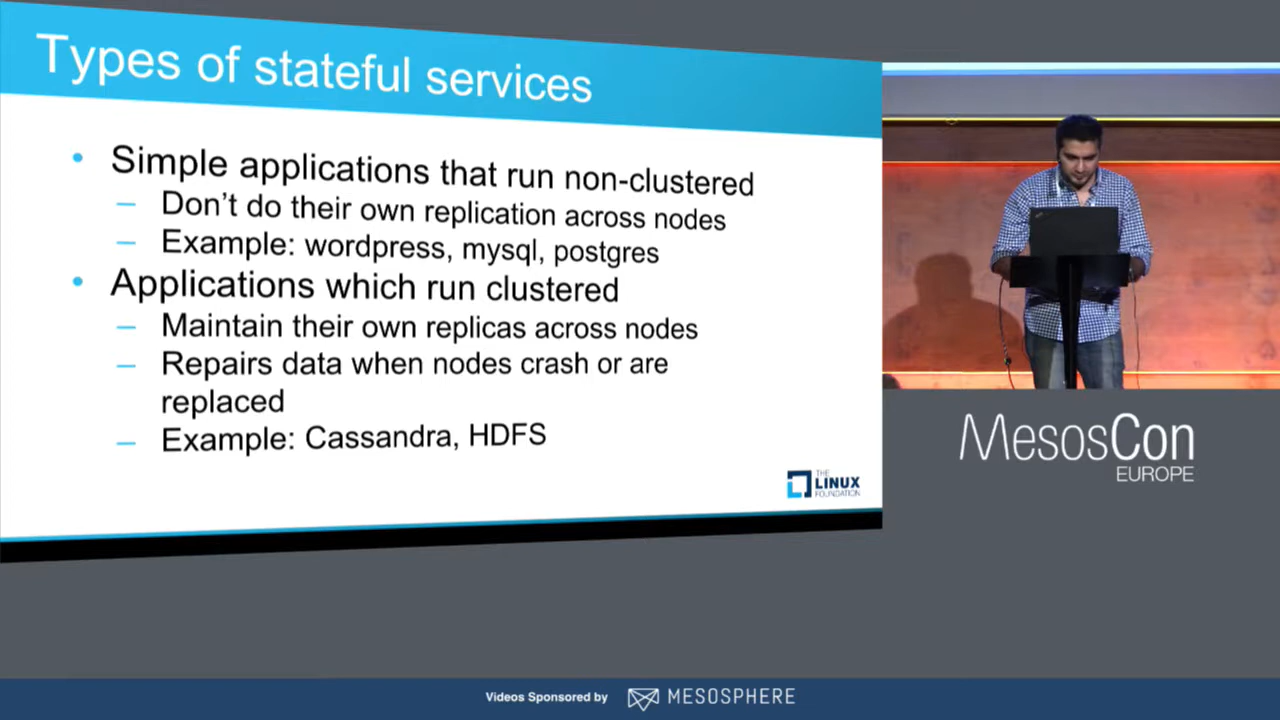 Types of stateful services
• Simple applications that run non-clustered
– Don't do their own replication across nodes
– Example: wordpress, mysql, postgres
• Applications which run clustered
– Maintain their own replicas across nodes
– Repairs data when nodes crash or are
replaced
– Example: Cassandra, HDFS
THE
LINUX
FOUNDATION
MesosCon
EUROPE
Videos Sponsored by MESOSPHERE